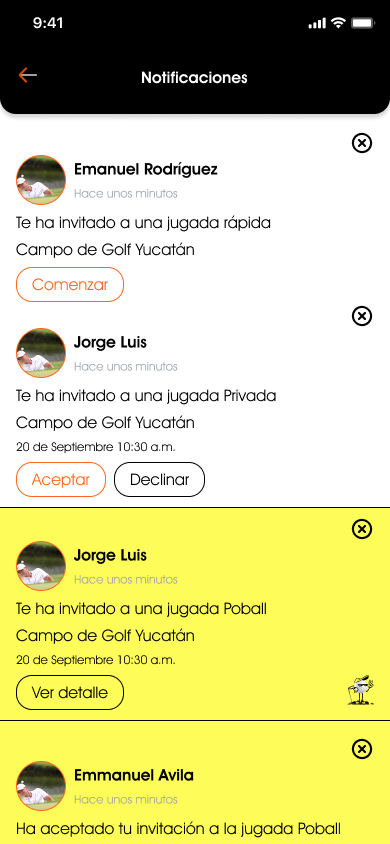 9:41
Notificaciones
Emanuel Rodríguez
Hace unos minutos
Te ha invitado a una jugada rápida
Campo de Golf Yucatán
Comenzar
Jorge Luis
Hace unos minutos
Te ha invitado a una jugada Privada
Campo de Golf Yucatán
20 de Septiembre 10:30 a.m.
Aceptar
Declinar
Jorge Luis
Hace unos minutos
Te ha invitado a una jugada Poball
Campo de Golf Yucatán
20 de Septiembre 10:30 a.m.
Ver detalle
Emmanuel Avila
Hace unos minutos
Ha aceptado tu invitación a la jugada Poball